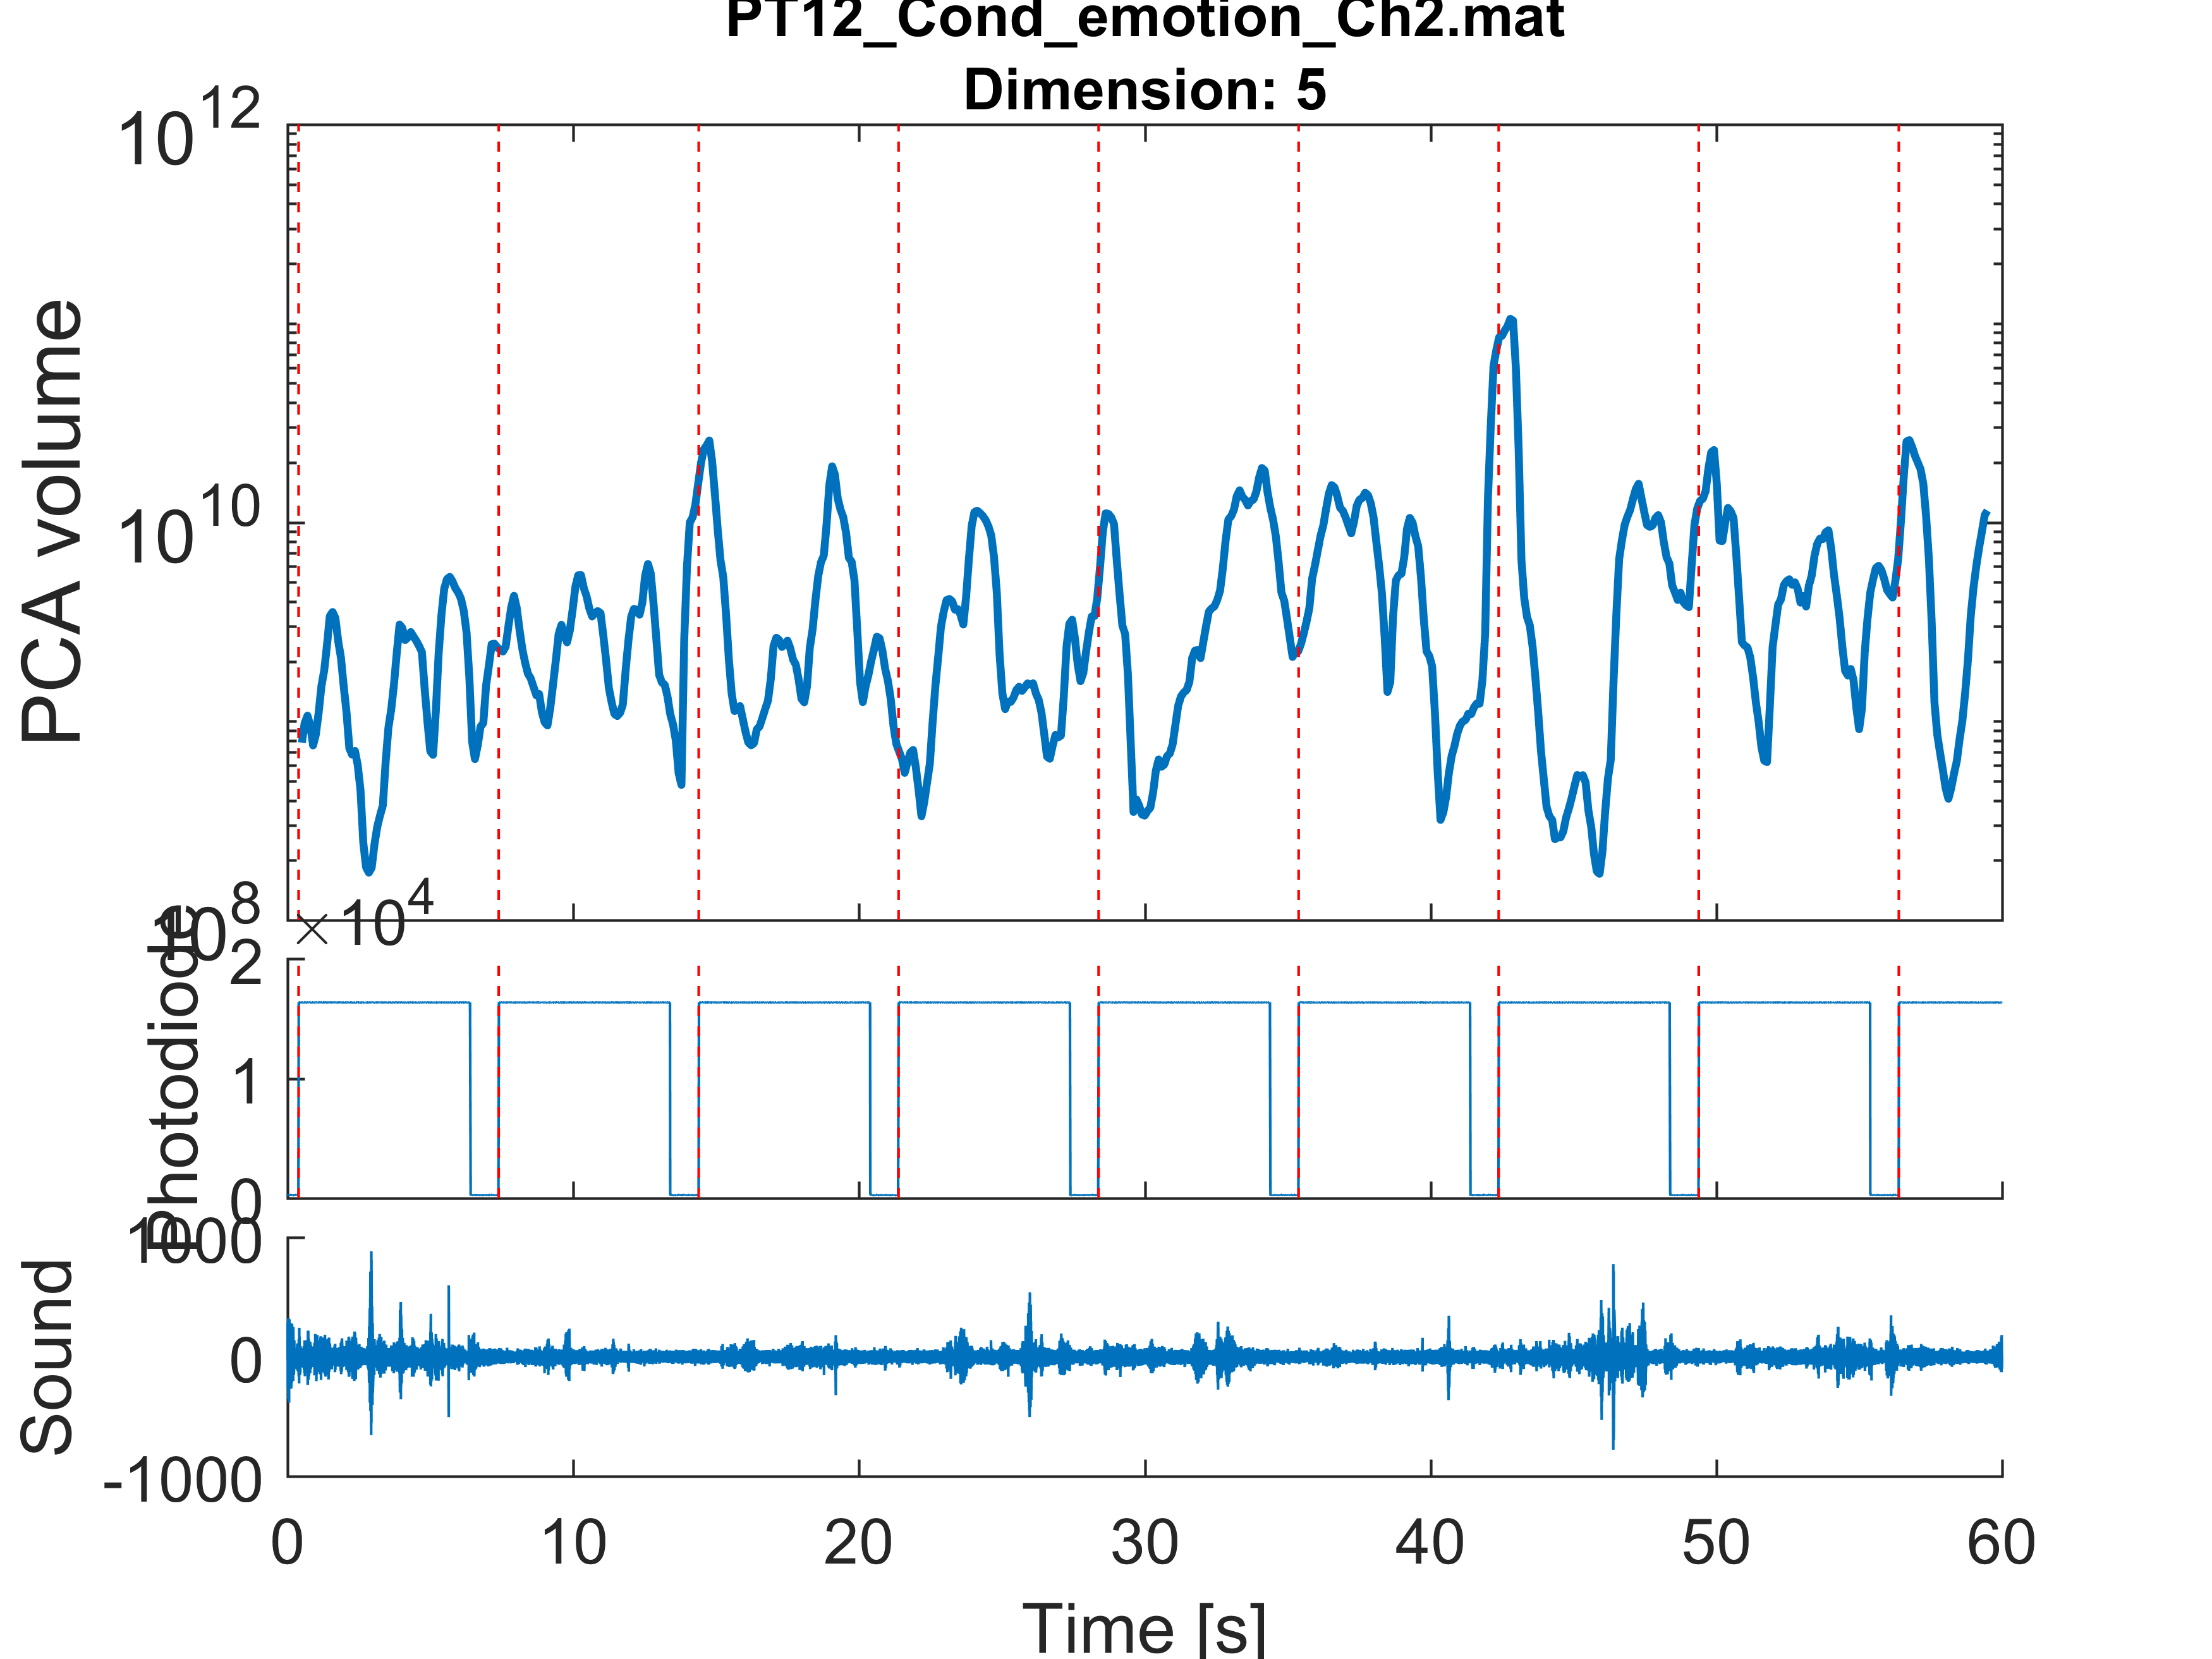 PT12_Cond_emotion_Ch2.mat
Dimension: 5
10^12
10^10
10^8
PCA volume
×10^4
2
1
0
Photodiode
1000
0
-1000
Sound
0 10 20 30 40 50 60
Time [s]